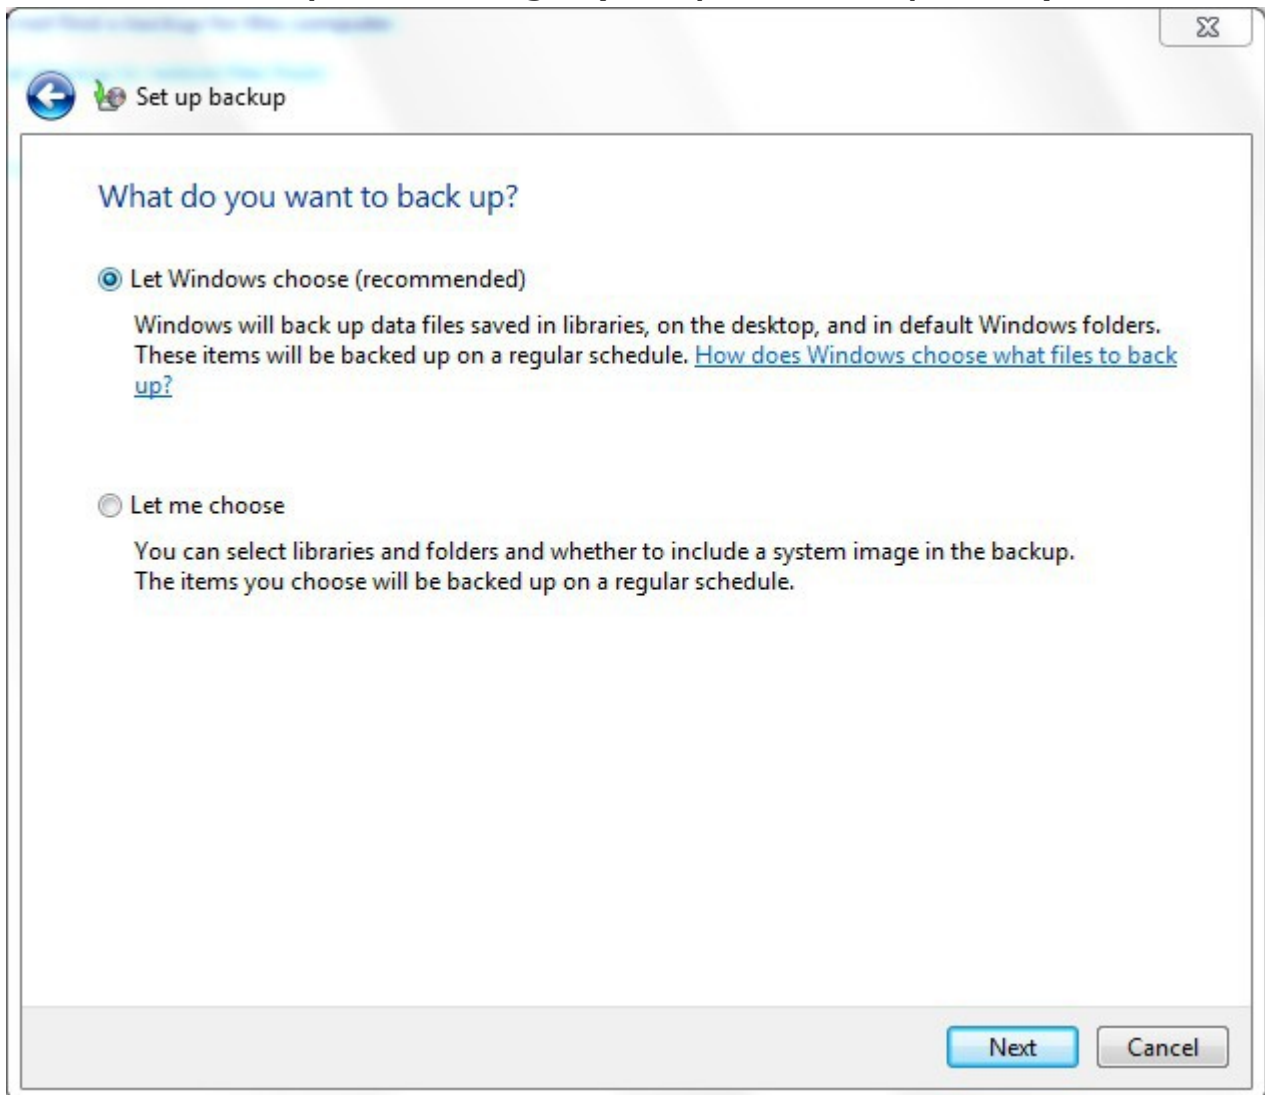 Set up backup
What do you want to back up?
Let Windows choose (recommended)
Windows will back up data files saved in libraries, on the desktop, and in default Windows folders.
These items will be backed up on a regular schedule. How does Windows choose what files to back
up?
Let me choose
You can select libraries and folders and whether to include a system image in the backup.
The items you choose will be backed up on a regular schedule.
Next
Cancel